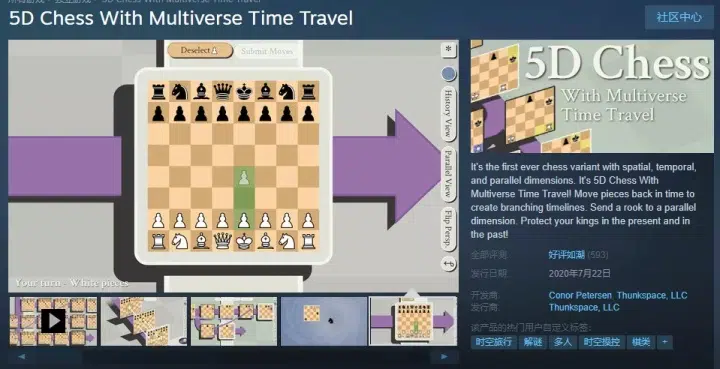 5D Chess With Multiverse Time Travel
社区中心
Deselect
Submit Moves
History View
Parallel View
Flip Persp.
Your turn - White pieces
5D Chess
With Multiverse
Time Travel
It's the first ever chess variant with spatial, temporal,
and parallel dimensions. It's 5D Chess With
Multiverse Time Travel! Move pieces back in time to
create branching timelines. Send a rook to a parallel
dimension. Protect your kings in the present and in
the past!
全部评测: 好评如潮 (593)
发行日期: 2020年7月22日
开发商: Conor Petersen, Thunkspace, LLC
发行商: Thunkspace, LLC
该产品的热门用户自定义标签:
时空旅行 解谜 多人 时空操控 棋类 +